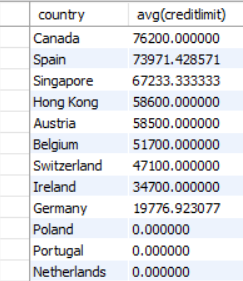 country avg(creditlimit)
Canada 76200.000000
Spain 73971.428571
Singapore 67233.333333
Hong Kong 58600.000000
Austria 58500.000000
Belgium 51700.000000
Switzerland 47100.000000
Ireland 34700.000000
Germany 19776.923077
Poland 0.000000
Portugal 0.000000
Netherlands 0.000000